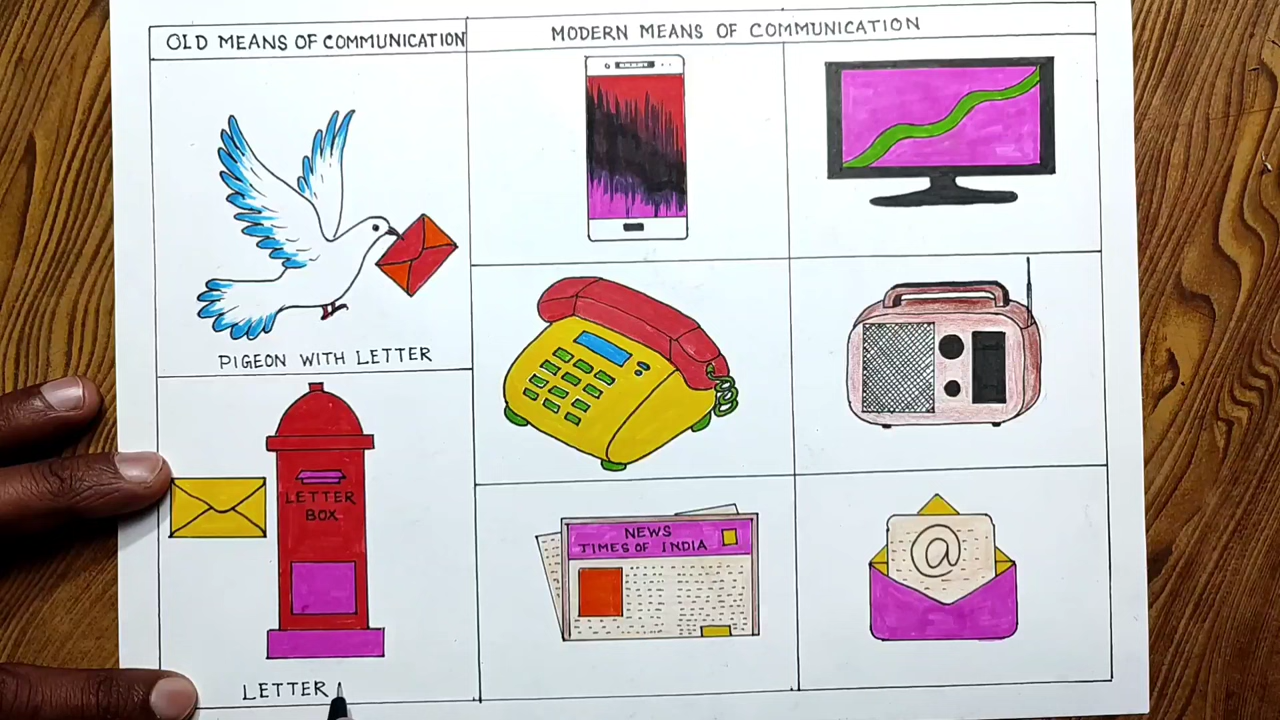 OLD MEANS OF COMMUNICATION
MODERN MEANS OF COMMUNICATION
PIGEON WITH LETTER
LETTER
BOX
LETTER
NEWS
TIMES OF INDIA
@